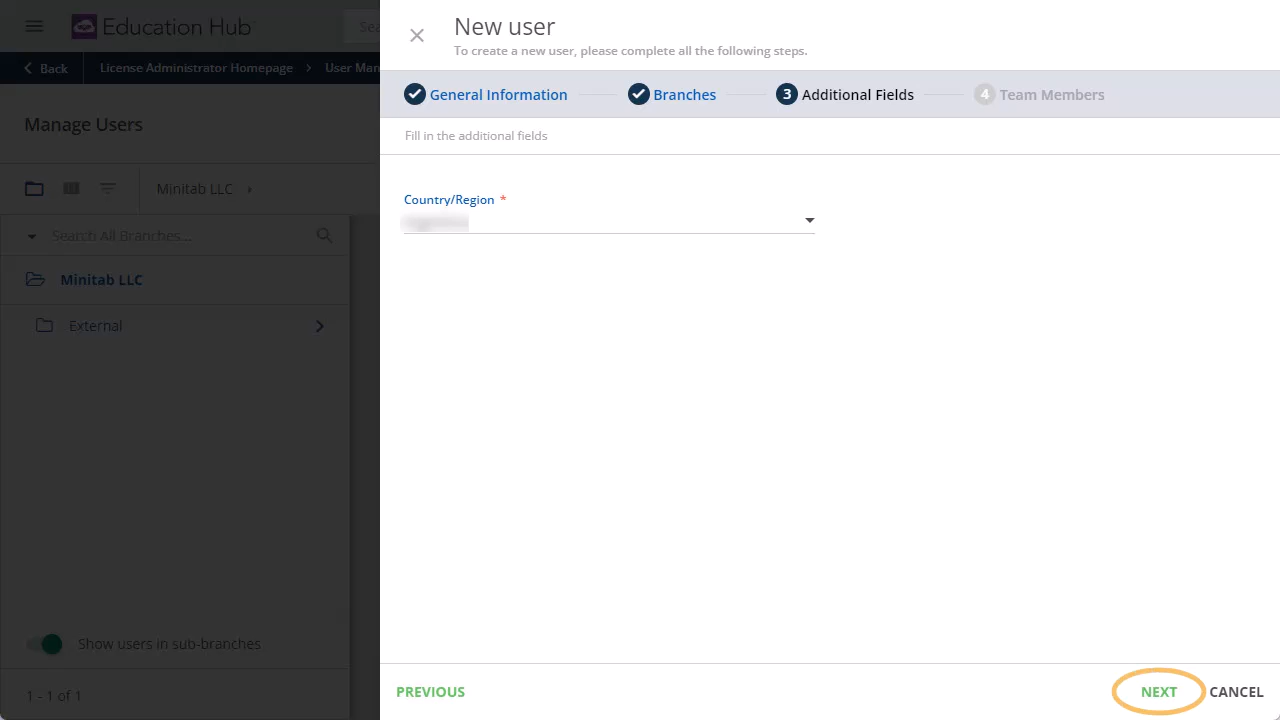 Education Hub
Sea
Back
License Administrator Homepage
User Man
Manage Users
Minitab LLC
Search All Branches...
Minitab LLC
External
Show users in sub-branches
1 - 1 of 1
New user
To create a new user, please complete all the following steps.
General Information
Branches
3 Additional Fields
4 Team Members
Fill in the additional fields
Country/Region *
PREVIOUS
NEXT
CANCEL